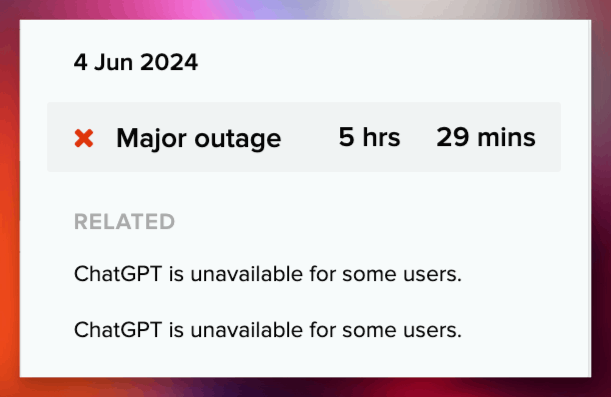 4 Jun 2024
Major outage 5 hrs 29 mins
RELATED
ChatGPT is unavailable for some users.
ChatGPT is unavailable for some users.